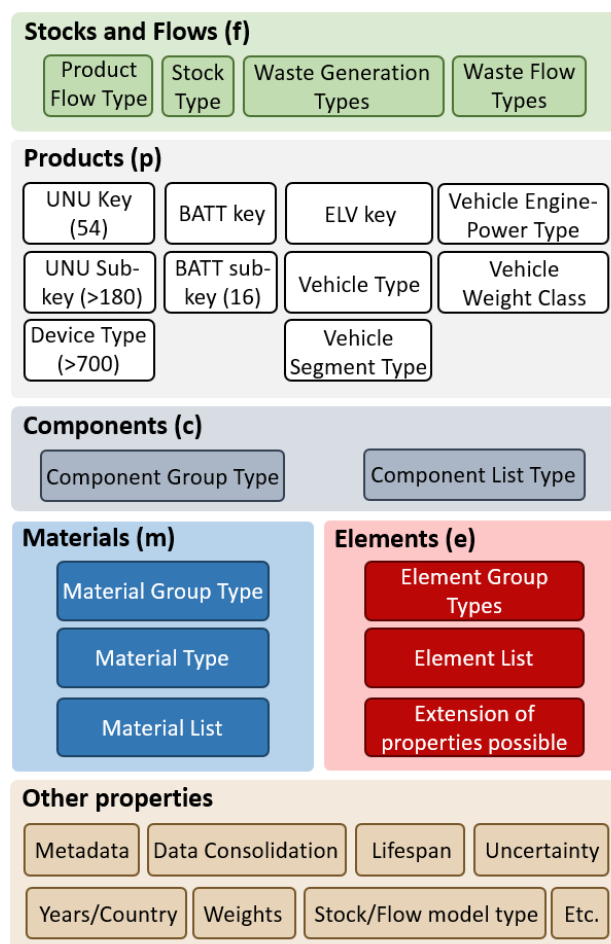 Stocks and Flows (f)
Product
Flow Type
Stock
Type
Waste Generation
Types
Waste Flow
Types
Products (p)
UNU Key
(54)
BATT key
ELV key
Vehicle Engine-
Power Type
UNU Sub-
key (>180)
BATT sub-
key (16)
Vehicle Type
Vehicle
Weight Class
Device Type
(>700)
Vehicle
Segment Type
Components (c)
Component Group Type
Component List Type
Materials (m)
Material Group Type
Material Type
Material List
Elements (e)
Element Group
Types
Element List
Extension of
properties possible
Other properties
Metadata
Data Consolidation
Lifespan
Uncertainty
Years/Country
Weights
Stock/Flow model type
Etc.